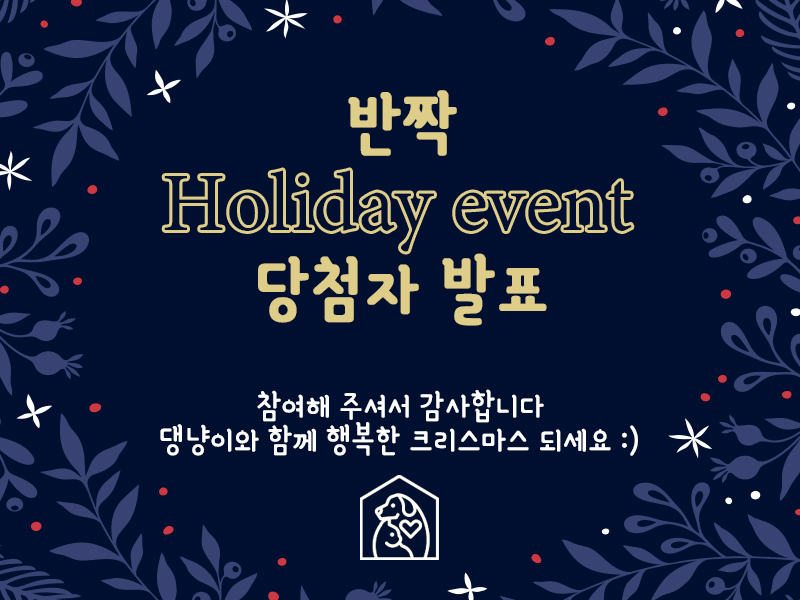 반짝
Holiday event
당첨자 발표
참여해 주셔서 감사합니다
댕냥이와 함께 행복한 크리스마스 되세요 :)